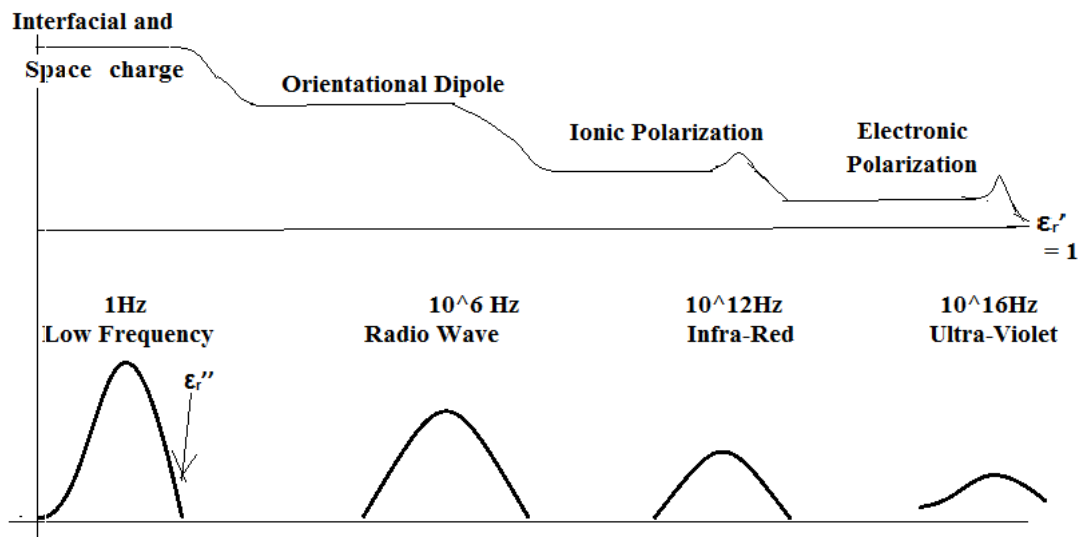 Interfacial and
Space charge
Orientational Dipole
Ionic Polarization
Electronic
Polarization
εr′
= 1
1Hz
Low Frequency
10^6 Hz
Radio Wave
10^12Hz
Infra-Red
10^16Hz
Ultra-Violet
εr″